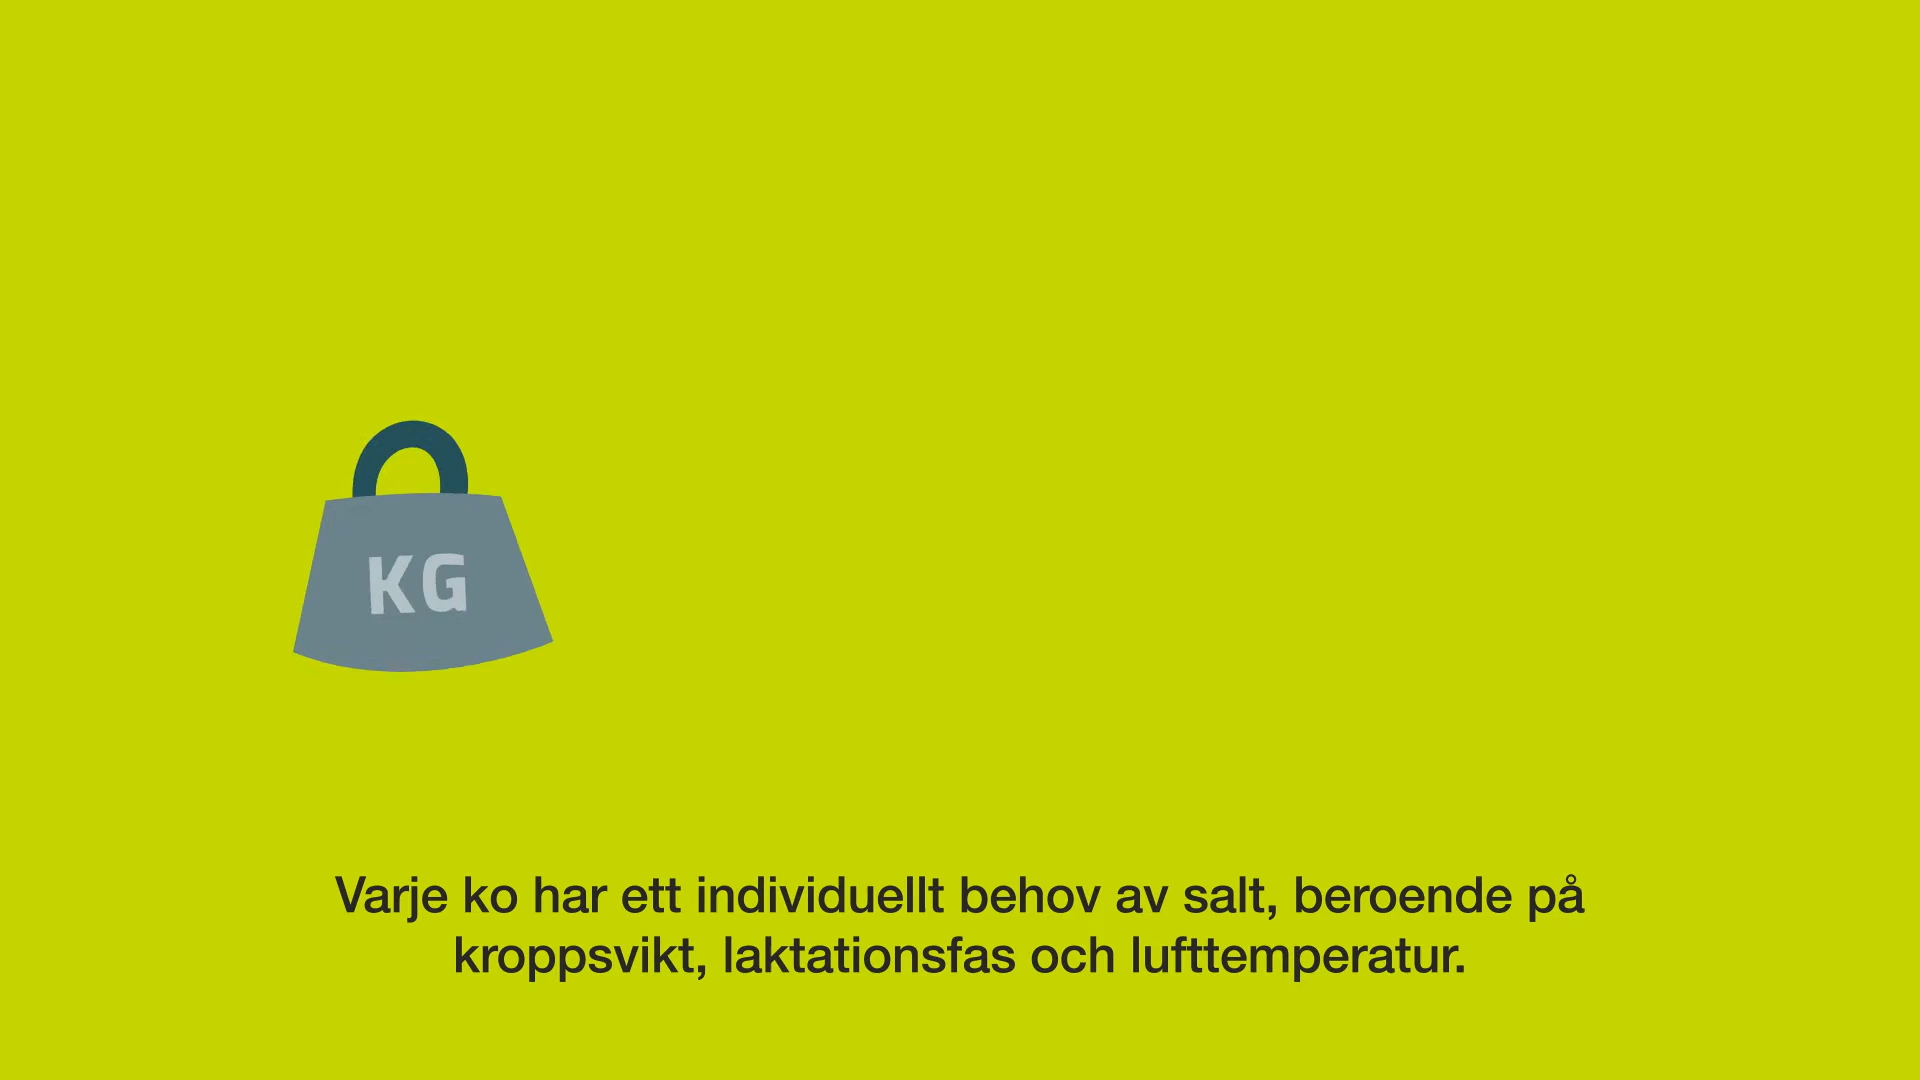 KG
Varje ko har ett individuellt behov av salt, beroende på
kroppsvikt, laktationsfas och lufttemperatur.